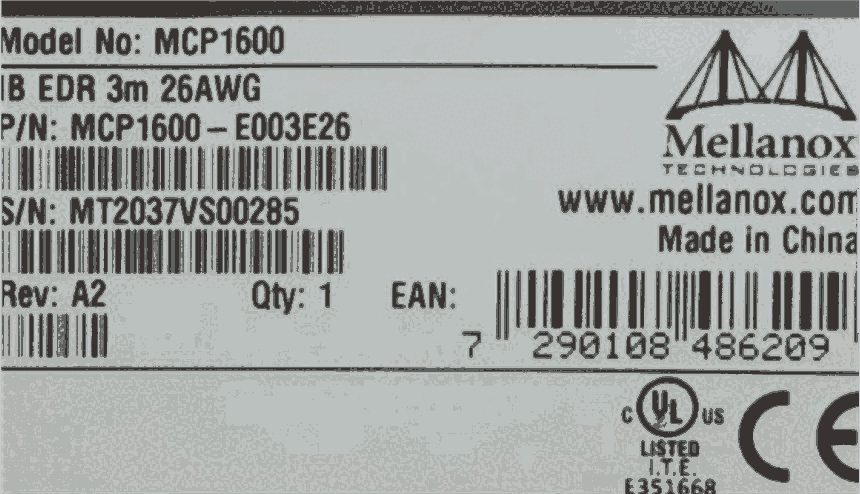 Model No: MCP1600
IB EDR 3m 26AWG
P/N: MCP1600-E003E26
S/N: MT2037VS00285
Rev: A2 Qty: 1 EAN:
7 290108 486209
Mellanox
TECHNOLOGIES
www.mellanox.com
Made in China
C UL US
LISTED
I.T.E.
E351668
CE